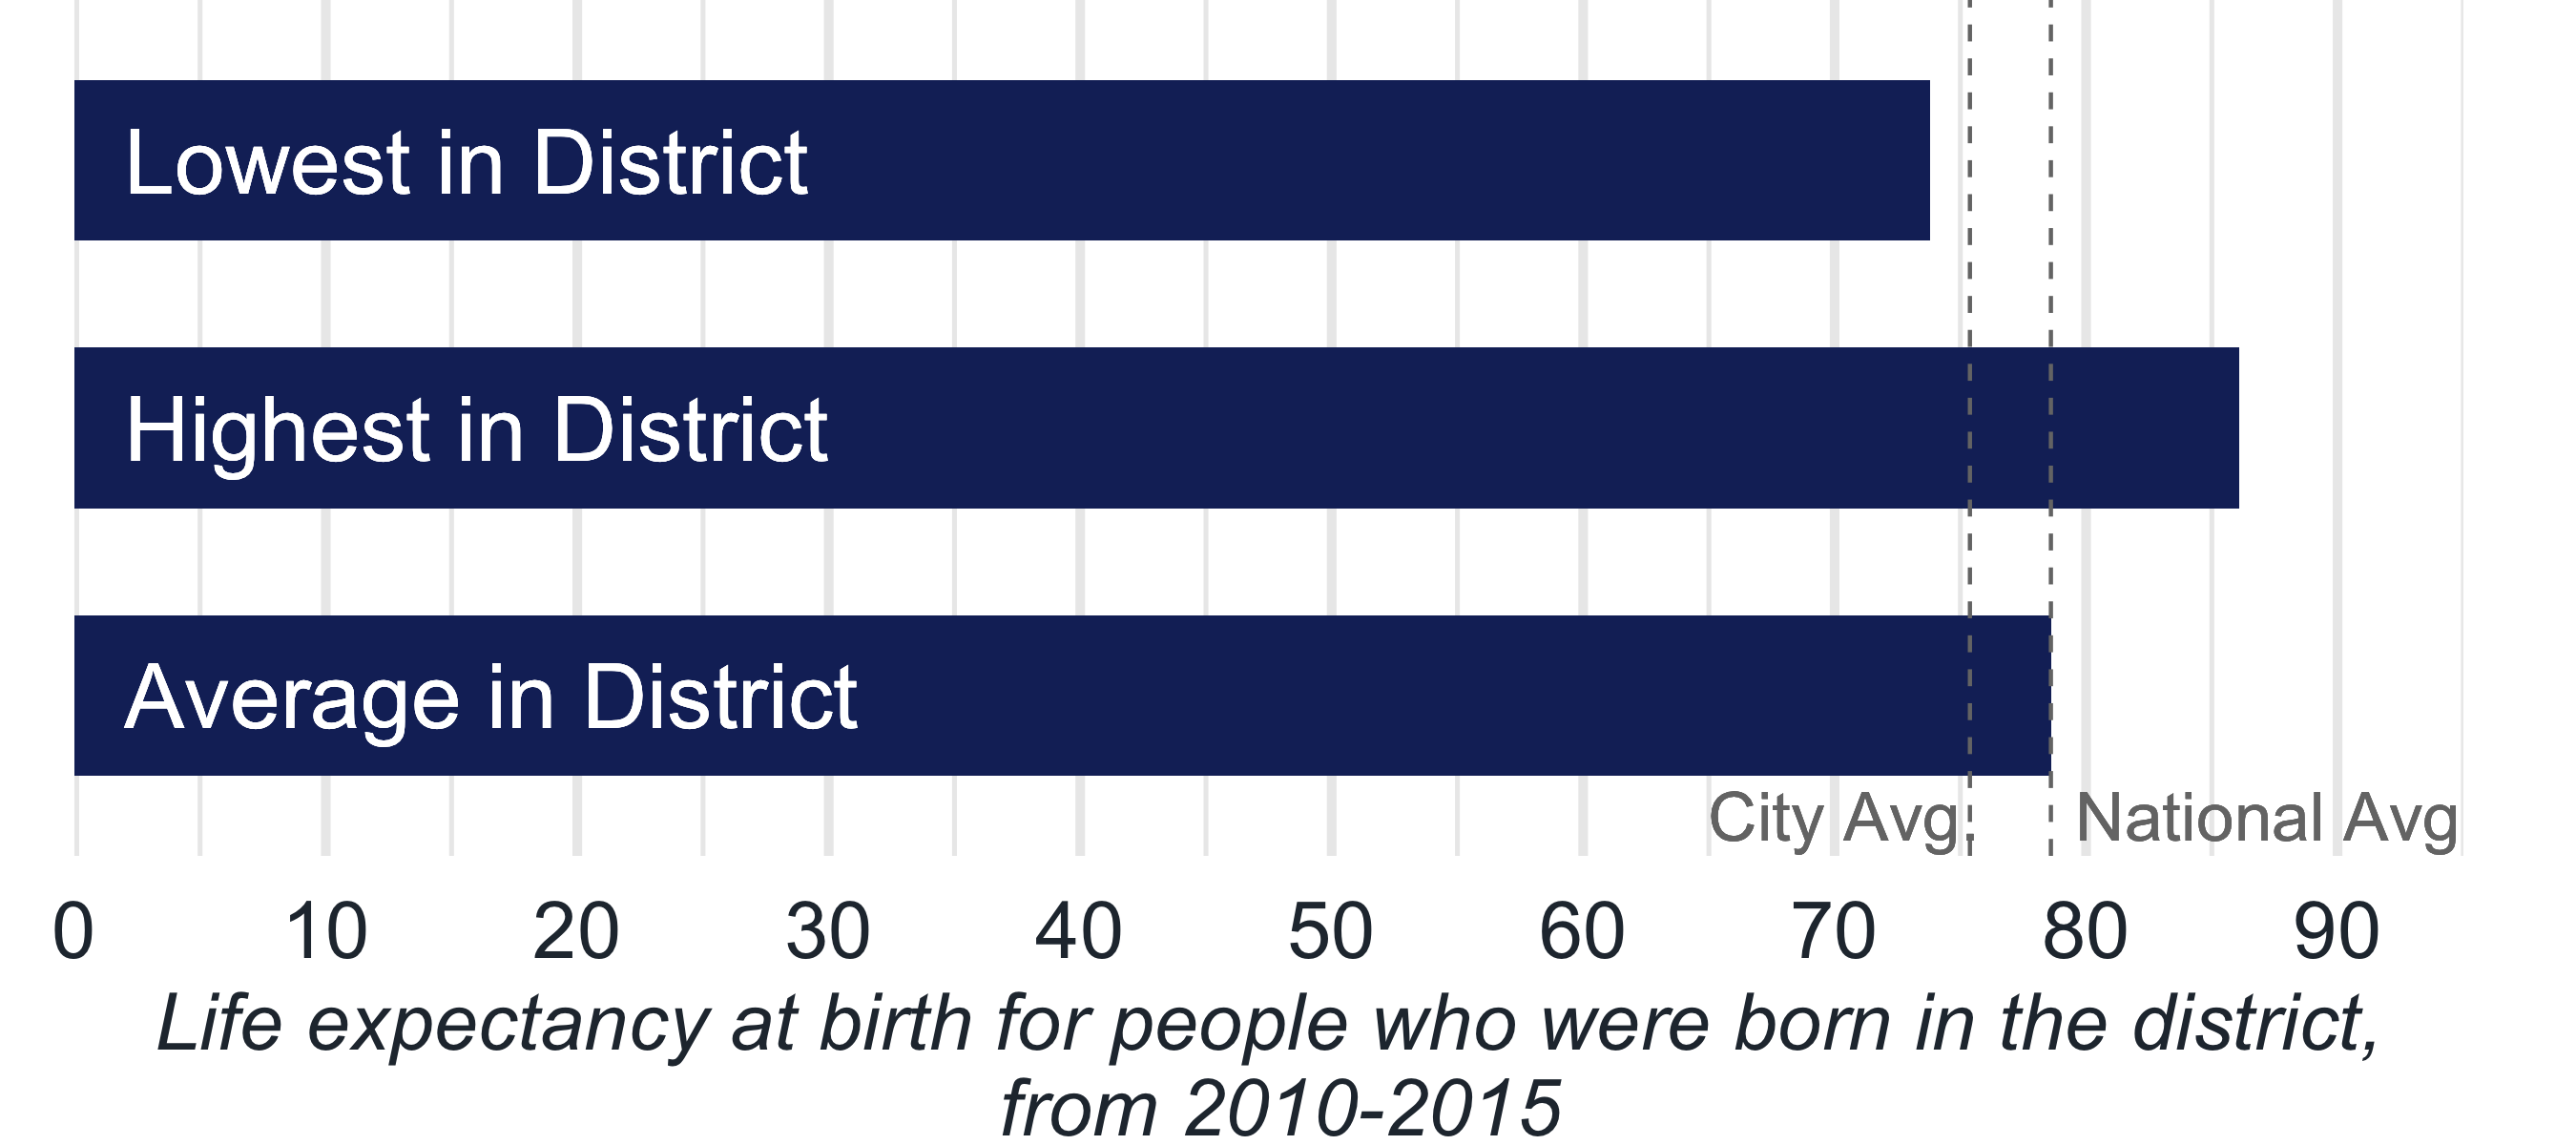 Lowest in District
Highest in District
Average in District
City Avg. National Avg
0 10 20 30 40 50 60 70 80 90
Life expectancy at birth for people who were born in the district,
from 2010-2015